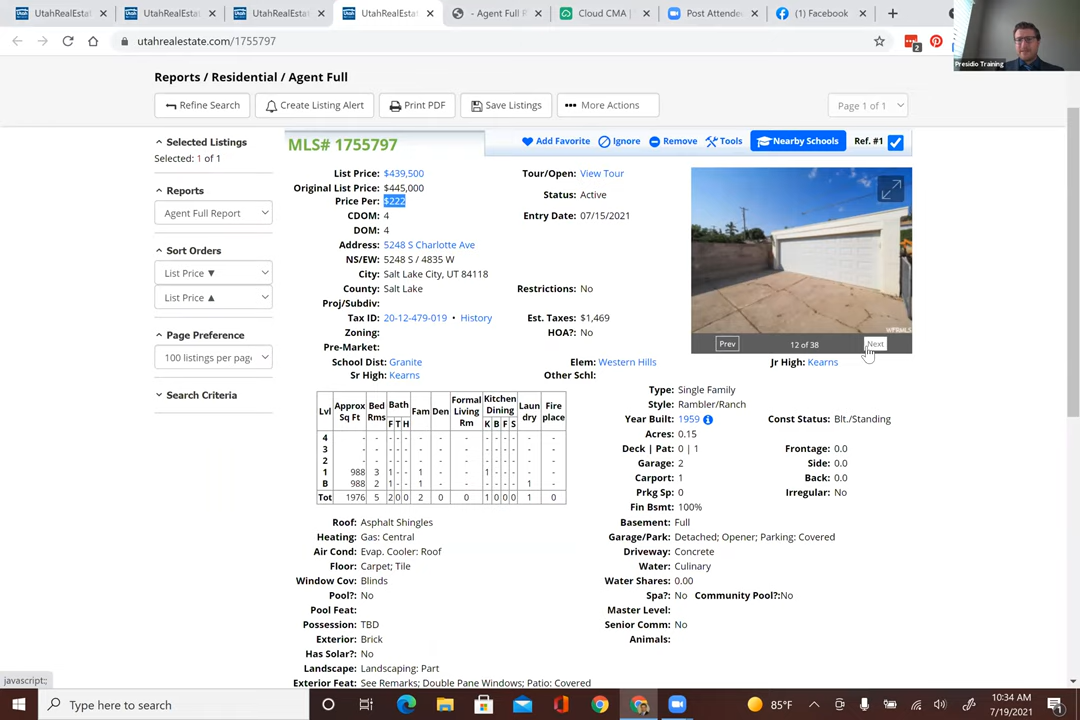 UtahRealEstat
UtahRealEstat
UtahRealEstat
UtahRealEstat
- Agent Full R
Cloud CMA |
Post Attende
(1) Facebook
utahrealestate.com/1755797
2
Presidio Training
Reports / Residential / Agent Full
Refine Search
Create Listing Alert
Print PDF
Save Listings
More Actions
Page 1 of 1
Selected Listings
Selected: 1 of 1
Reports
Agent Full Report
Sort Orders
List Price ▼
List Price ▲
Page Preference
100 listings per page
Search Criteria
MLS# 1755797
Add Favorite Ignore Remove Tools Nearby Schools Ref. #1
List Price: $439,500
Original List Price: $445,000
Price Per: $222
CDOM: 4
DOM: 4
Address: 5248 S Charlotte Ave
NS/EW: 5248 S / 4835 W
City: Salt Lake City, UT 84118
County: Salt Lake
Proj/Subdiv:
Tax ID: 20-12-479-019 • History
Zoning:
Pre-Market:
School Dist: Granite
Sr High: Kearns
Tour/Open: View Tour
Status: Active
Entry Date: 07/15/2021
Restrictions: No
Est. Taxes: $1,469
HOA?: No
Elem: Western Hills
Other Schl:
Jr High: Kearns
WFRMLS
Prev 12 of 38 Next
Lvl Approx Sq Ft Bed Rms Bath F T H Fam Den Formal Living Rm Kitchen Dining K B F S Laun dry Fire place
4 - - - - - - - - - - - - - -
3 - - - - - - - - - - - - - -
2 - - - - - - - - - - - - - -
1 988 3 1 - - 1 - - 1 - - - - -
B 988 2 1 - - 1 - - - - - - 1 -
Tot 1976 5 2 0 0 2 0 0 1 0 0 0 1 0
Type: Single Family
Style: Rambler/Ranch
Year Built: 1959
Acres: 0.15
Deck | Pat: 0 | 1
Garage: 2
Carport: 1
Prkg Sp: 0
Fin Bsmt: 100%
Basement: Full
Garage/Park: Detached; Opener; Parking: Covered
Driveway: Concrete
Water: Culinary
Water Shares: 0.00
Spa?: No Community Pool?:No
Master Level:
Senior Comm: No
Animals:
Const Status: Blt./Standing
Frontage: 0.0
Side: 0.0
Back: 0.0
Irregular: No
Roof: Asphalt Shingles
Heating: Gas: Central
Air Cond: Evap. Cooler: Roof
Floor: Carpet; Tile
Window Cov: Blinds
Pool?: No
Pool Feat:
Possession: TBD
Exterior: Brick
Has Solar?: No
Landscape: Landscaping: Part
Exterior Feat: See Remarks; Double Pane Windows; Patio: Covered
javascript:;
Type here to search
85°F
10:34 AM
7/19/2021
1